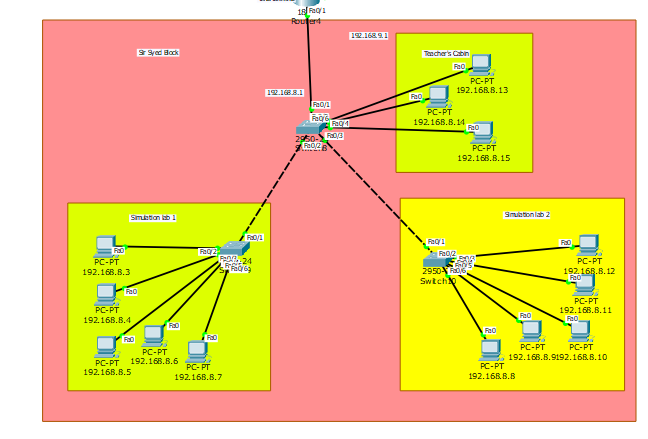 Fa0/1
Router4
192.168.9.1
Sir Syed Block
Teacher's Cabin
Fa0
PC-PT
192.168.8.13
192.168.8.1
Fa0/1
Fa0
PC-PT
192.168.8.14
Fa0/6
Fa0/4
Fa0
Fa0/3
Fa0/2
PC-PT
192.168.8.15
Simulation lab 1
Fa0/1
Fa0/2
Fa0
PC-PT
192.168.8.3
Fa0
PC-PT
192.168.8.4
Fa0
PC-PT
192.168.8.5
Fa0
PC-PT
192.168.8.6
Fa0
PC-PT
192.168.8.7
Simulation lab 2
Fa0/1
Fa0/2
Fa0/6
Switch10
Fa0
PC-PT
192.168.8.12
Fa0
PC-PT
192.168.8.11
Fa0
PC-PT
192.168.8.10
Fa0
PC-PT
192.168.8.9
Fa0
PC-PT
192.168.8.8